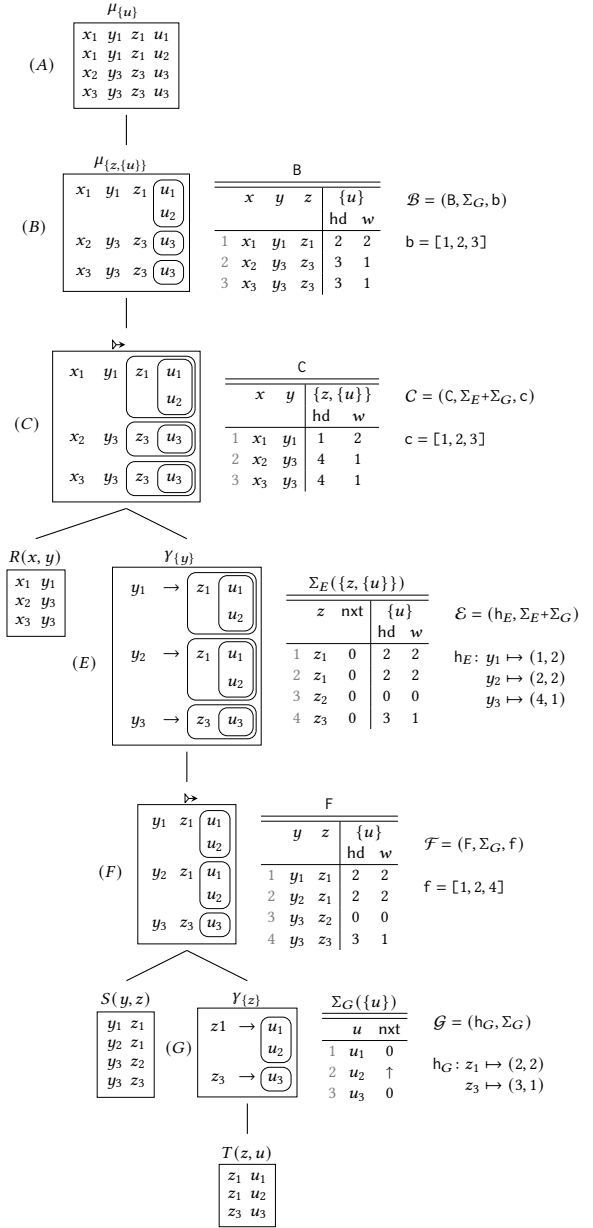 μ{u}
(A)
x1 y1 z1 u1
x1 y1 z1 u2
x2 y3 z3 u3
x3 y3 z3 u3
μ{z,{u}}
(B)
x1 y1 z1 u1
u2
x2 y3 z3 u3
x3 y3 z3 u3
B
x y z {u}
hd w
1 x1 y1 z1 2 2
2 x2 y3 z3 3 1
3 x3 y3 z3 3 1
ℬ = (B, ΣG, b)
b = [1, 2, 3]
(C)
x1 y1 z1 u1
u2
x2 y3 z3 u3
x3 y3 z3 u3
C
x y {z, {u}}
hd w
1 x1 y1 1 2
2 x2 y3 4 1
3 x3 y3 4 1
𝒞 = (C, ΣE+ΣG, c)
c = [1, 2, 3]
R(x, y)
x1 y1
x2 y3
x3 y3
γ{y}
(E)
y1 → z1 u1
u2
y2 → z1 u1
u2
y3 → z3 u3
ΣE({z, {u}})
z nxt {u}
hd w
1 z1 0 2 2
2 z1 0 2 2
3 z2 0 0 0
4 z3 0 3 1
ℰ = (hE, ΣE+ΣG)
hE: y1 ↦ (1, 2)
y2 ↦ (2, 2)
y3 ↦ (4, 1)
(F)
y1 z1 u1
u2
y2 z1 u1
u2
y3 z3 u3
F
y z {u}
hd w
1 y1 z1 2 2
2 y2 z1 2 2
3 y3 z2 0 0
4 y3 z3 3 1
ℱ = (F, ΣG, f)
f = [1, 2, 4]
S(y, z)
y1 z1
y2 z1
y3 z2
y3 z3
γ{z}
(G)
z1 → u1
u2
z3 → u3
ΣG({u})
u nxt
1 u1 0
2 u2 ↑
3 u3 0
𝒢 = (hG, ΣG)
hG: z1 ↦ (2, 2)
z3 ↦ (3, 1)
T(z, u)
z1 u1
z1 u2
z3 u3